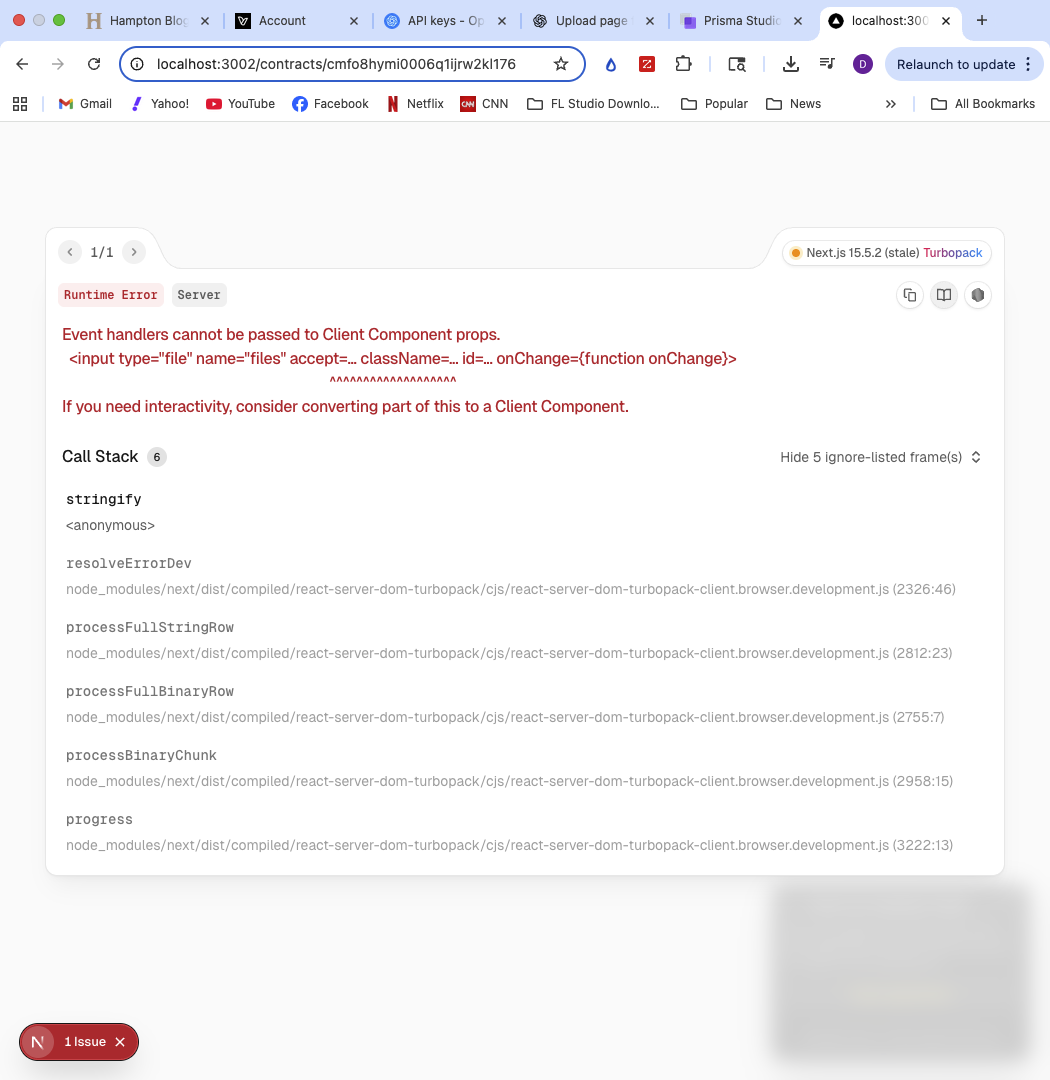 Hampton Blog
Account
API keys - Op
Upload page
Prisma Studio
localhost:300
localhost:3002/contracts/cmfo8hymi0006q1ijrw2kl176
D
Relaunch to update
Gmail
Yahoo!
YouTube
Facebook
Netflix
CNN
FL Studio Downlo...
Popular
News
All Bookmarks
1/1
Next.js 15.5.2 (stale) Turbopack
Runtime Error
Server
Event handlers cannot be passed to Client Component props.
<input type="file" name="files" accept=... className=... id=... onChange={function onChange}>
^^^^^^^^^^^^^^^^^^^
If you need interactivity, consider converting part of this to a Client Component.
Call Stack 6
Hide 5 ignore-listed frame(s)
stringify
<anonymous>
resolveErrorDev
node_modules/next/dist/compiled/react-server-dom-turbopack/cjs/react-server-dom-turbopack-client.browser.development.js (2326:46)
processFullStringRow
node_modules/next/dist/compiled/react-server-dom-turbopack/cjs/react-server-dom-turbopack-client.browser.development.js (2812:23)
processFullBinaryRow
node_modules/next/dist/compiled/react-server-dom-turbopack/cjs/react-server-dom-turbopack-client.browser.development.js (2755:7)
processBinaryChunk
node_modules/next/dist/compiled/react-server-dom-turbopack/cjs/react-server-dom-turbopack-client.browser.development.js (2958:15)
progress
node_modules/next/dist/compiled/react-server-dom-turbopack/cjs/react-server-dom-turbopack-client.browser.development.js (3222:13)
N
1 Issue